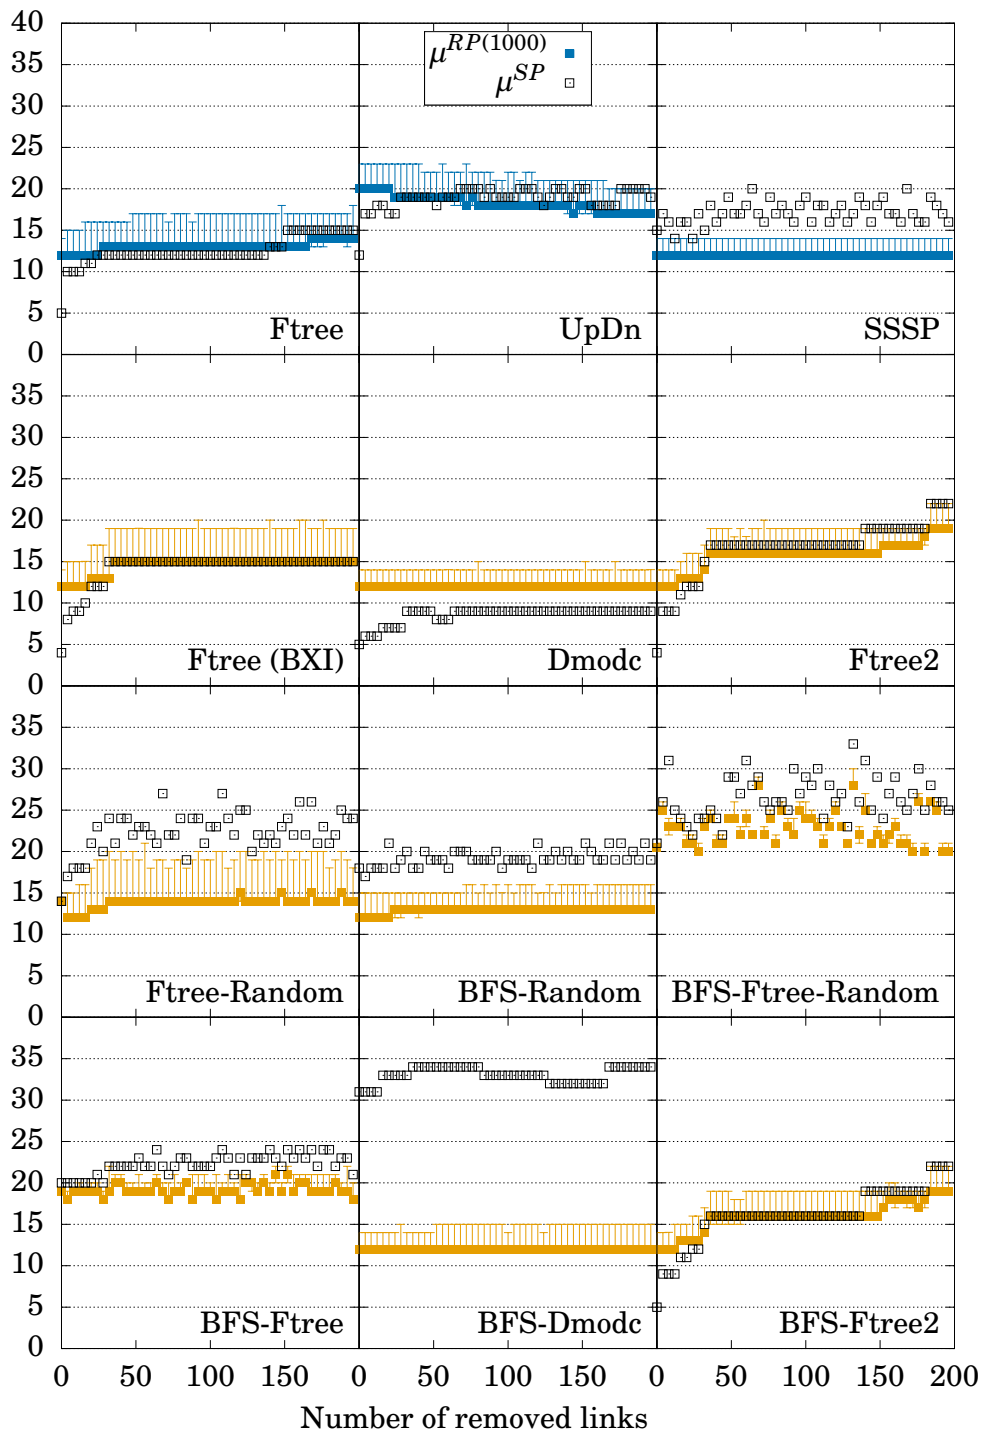 40
35
30
25
20
15
10
5
0
μ^RP(1000)
μ^SP
Ftree
UpDn
SSSP
35
30
25
20
15
10
5
0
Ftree (BXI)
Dmodc
Ftree2
35
30
25
20
15
10
5
0
Ftree-Random
BFS-Random
BFS-Ftree-Random
35
30
25
20
15
10
5
0
BFS-Ftree
BFS-Dmodc
BFS-Ftree2
0 50 100 150 0 50 100 150 0 50 100 150 200
Number of removed links